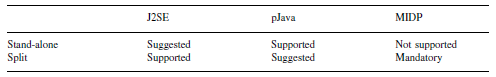 J2SE pJava MIDP
Stand-alone Suggested Supported Not supported
Split Supported Suggested Mandatory